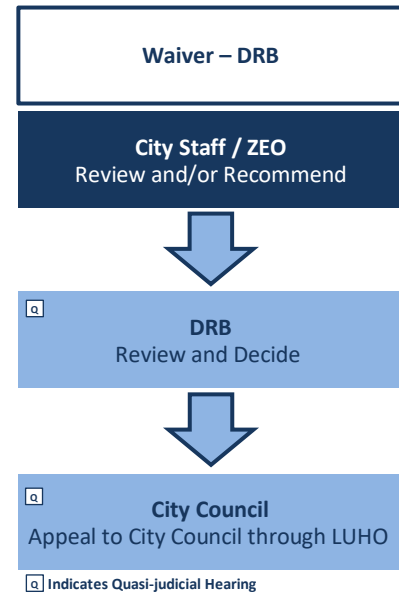 Waiver – DRB
City Staff / ZEO
Review and/or Recommend
Q
DRB
Review and Decide
Q
City Council
Appeal to City Council through LUHO
Q Indicates Quasi-judicial Hearing